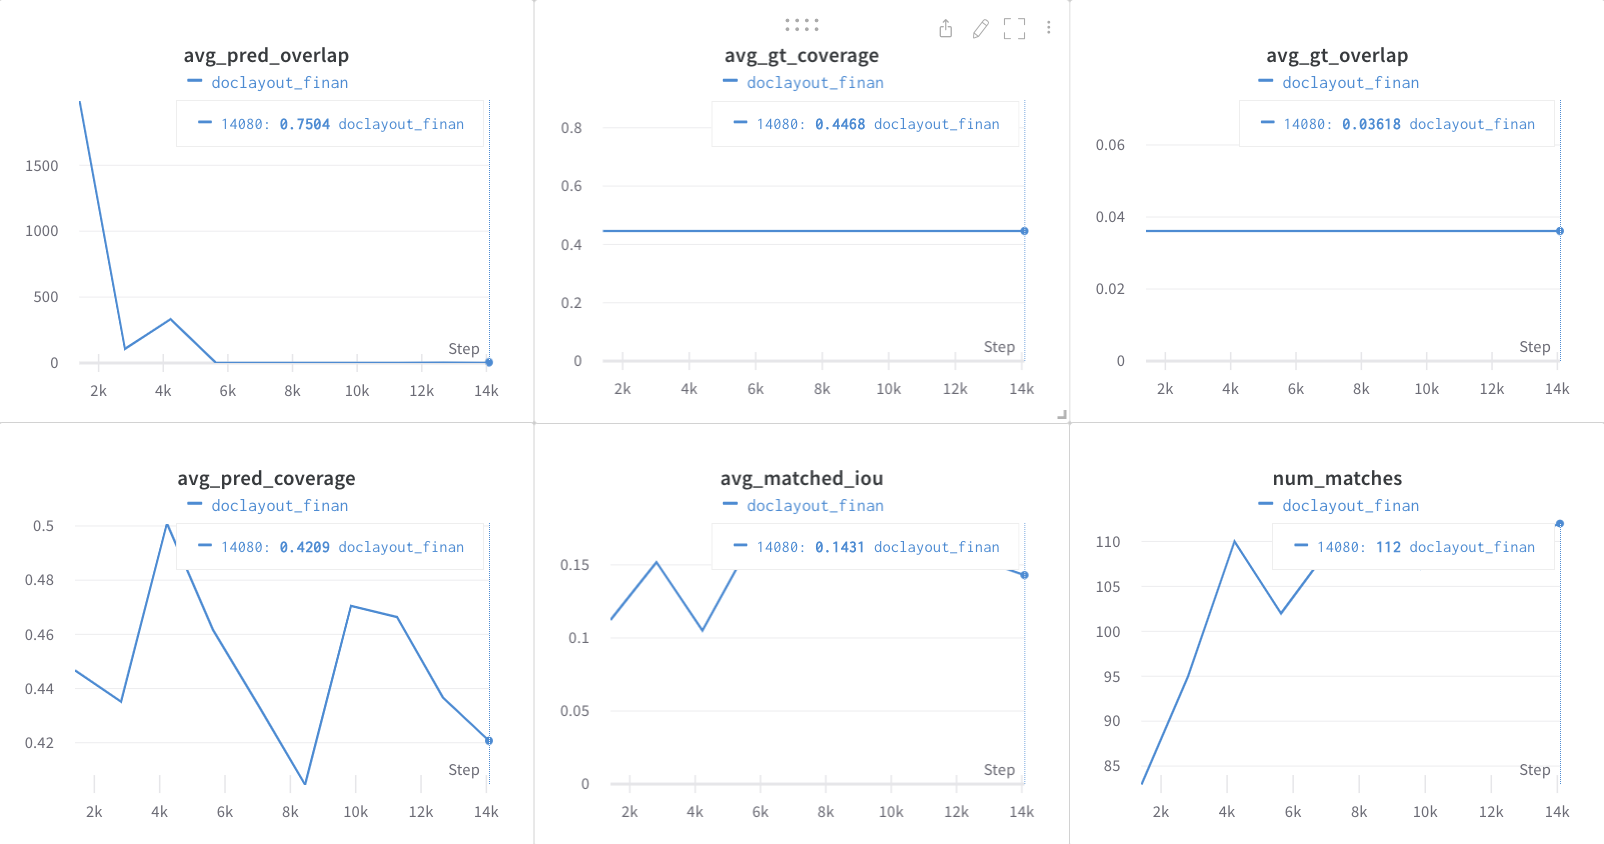 avg_pred_overlap
doclayout_finan
14080: 0.7504 doclayout_finan
1500
1000
500
0
Step
2k 4k 6k 8k 10k 12k 14k
avg_gt_coverage
doclayout_finan
14080: 0.4468 doclayout_finan
0.8
0.6
0.4
0.2
0
Step
2k 4k 6k 8k 10k 12k 14k
avg_gt_overlap
doclayout_finan
14080: 0.03618 doclayout_finan
0.06
0.04
0.02
0
Step
2k 4k 6k 8k 10k 12k 14k
avg_pred_coverage
doclayout_finan
0.5
14080: 0.4209 doclayout_finan
0.48
0.46
0.44
0.42
Step
2k 4k 6k 8k 10k 12k 14k
avg_matched_iou
doclayout_finan
14080: 0.1431 doclayout_finan
0.15
0.1
0.05
0
Step
2k 4k 6k 8k 10k 12k 14k
num_matches
doclayout_finan
110
14080: 112 doclayout_finan
105
100
95
90
85
Step
2k 4k 6k 8k 10k 12k 14k